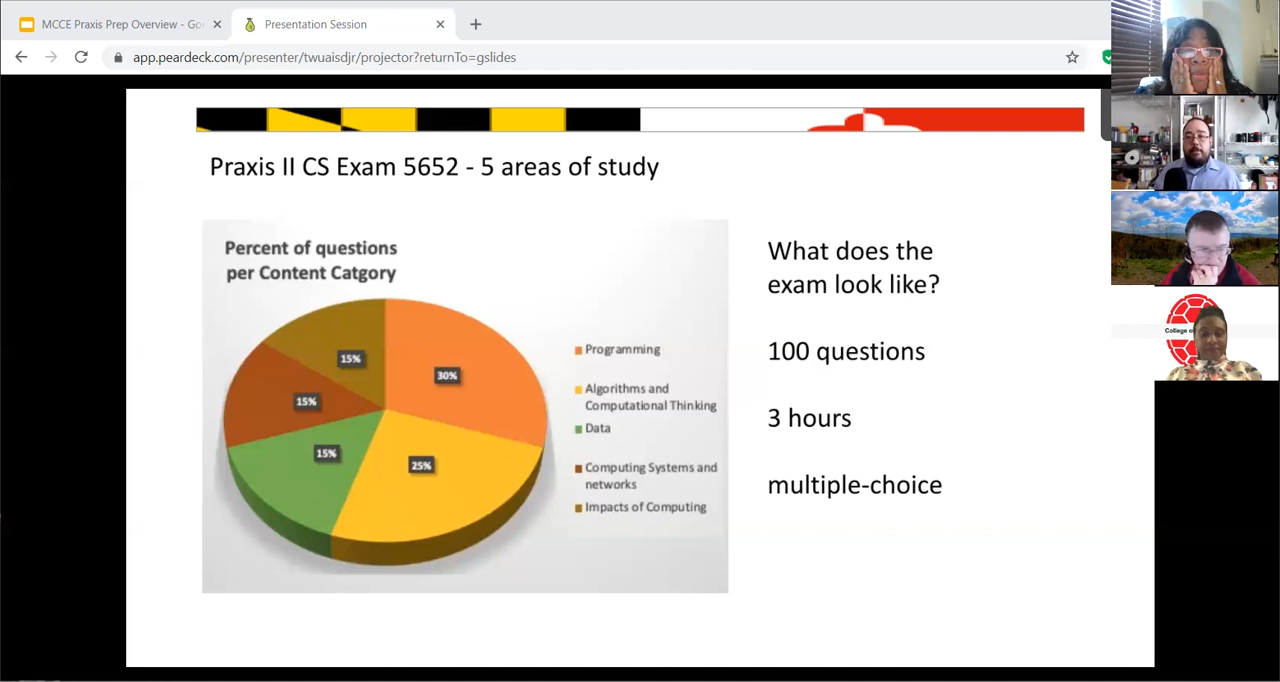 MCCE Praxis Prep Overview - Go
Presentation Session
app.peardeck.com/presenter/twuaisdjr/projector?returnTo=gslides
Praxis II CS Exam 5652 - 5 areas of study
Percent of questions
per Content Catgory
15%
30%
15%
15%
25%
Programming
Algorithms and
Computational Thinking
Data
Computing Systems and
networks
Impacts of Computing
What does the
exam look like?
100 questions
3 hours
multiple-choice
College of